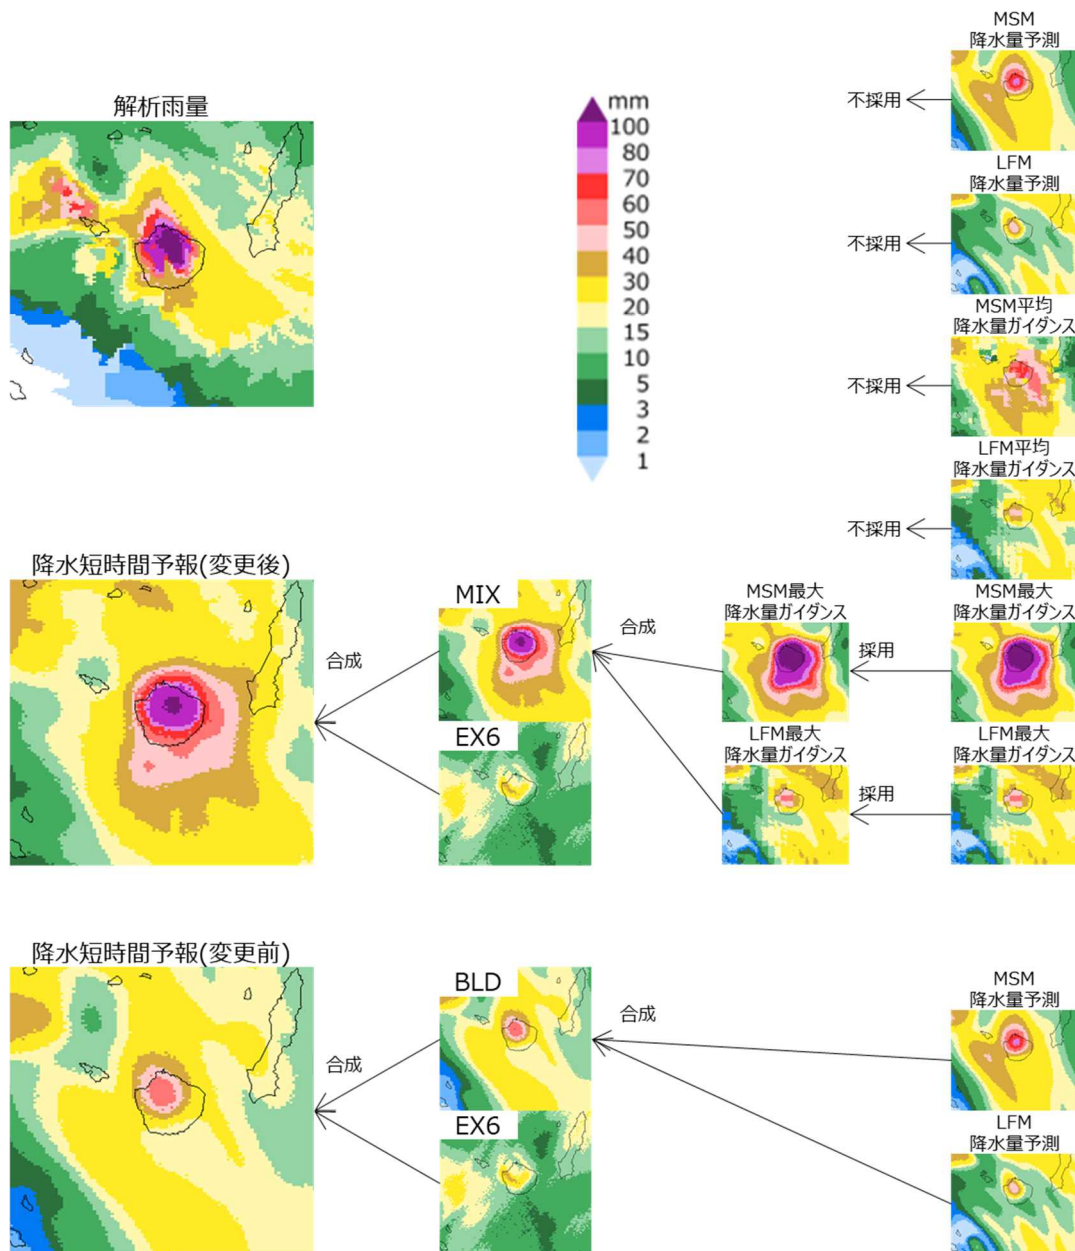 MSM
降水量予測
不採用
解析雨量
mm
100
80
70
60
50
40
30
20
15
10
5
3
2
1
LFM
降水量予測
不採用
MSM平均
降水量ガイダンス
不採用
LFM平均
降水量ガイダンス
不採用
降水短時間予報(変更後)
合成
MIX
EX6
合成
MSM最大
降水量ガイダンス
採用
MSM最大
降水量ガイダンス
LFM最大
降水量ガイダンス
採用
LFM最大
降水量ガイダンス
降水短時間予報(変更前)
合成
BLD
EX6
合成
MSM
降水量予測
LFM
降水量予測